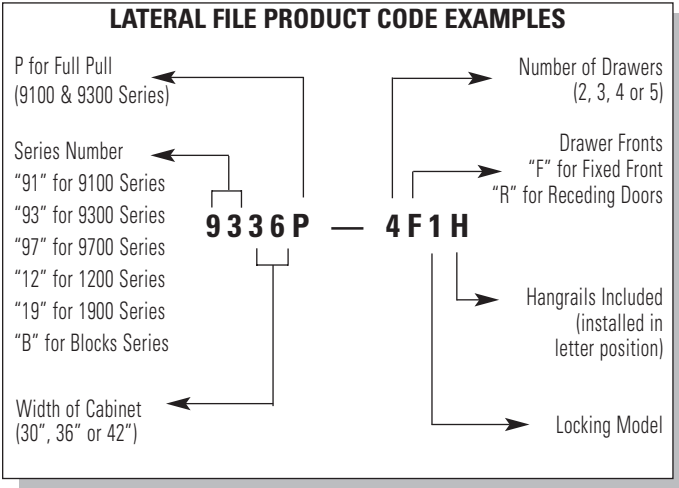 LATERAL FILE PRODUCT CODE EXAMPLES
P for Full Pull
(9100 & 9300 Series)
Series Number
"91" for 9100 Series
"93" for 9300 Series
"97" for 9700 Series
"12" for 1200 Series
"19" for 1900 Series
"B" for Blocks Series
Width of Cabinet
(30", 36" or 42")
9336P — 4F1H
Number of Drawers
(2, 3, 4 or 5)
Drawer Fronts
"F" for Fixed Front
"R" for Receding Doors
Hangrails Included
(installed in
letter position)
Locking Model